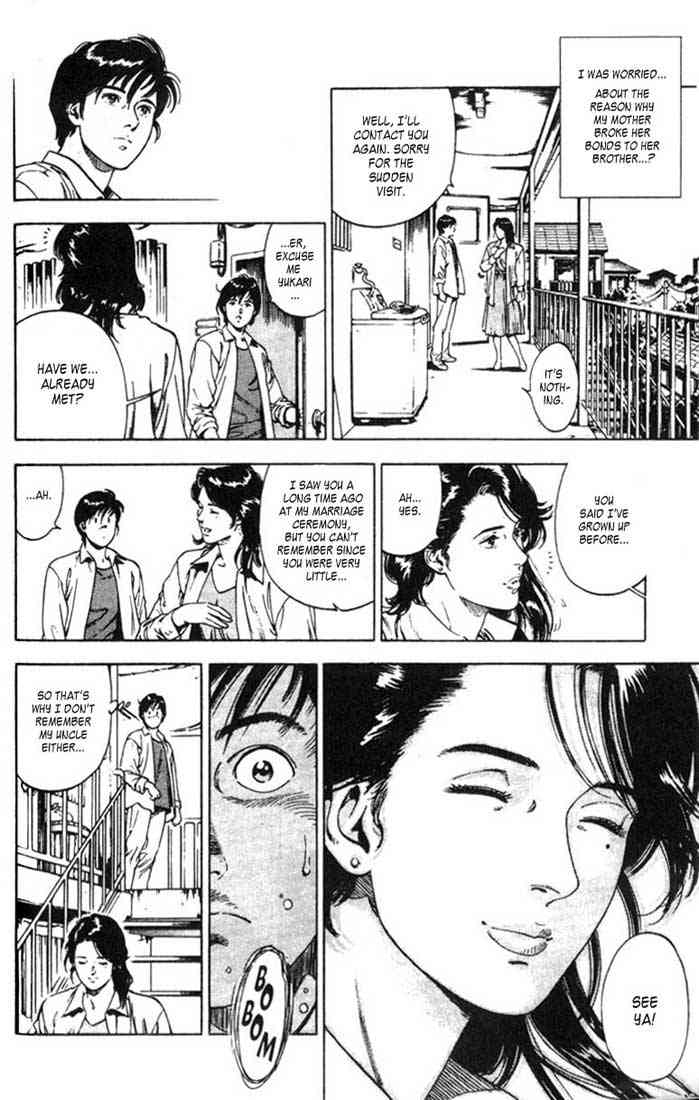 I WAS WORRIED...
ABOUT THE
REASON WHY
MY MOTHER
BROKE HER
BONDS TO HER
BROTHER...?
WELL, I'LL
CONTACT YOU
AGAIN. SORRY
FOR THE
SUDDEN
VISIT.
IT'S
NOTH-
ING.
...ER,
EXCUSE
ME
YUKARI
...
HAVE WE...
ALREADY
MET?
YOU
SAID I'VE
GROWN UP
BEFORE...
AH...
YES.
I SAW YOU A
LONG TIME AGO
AT MY MARRIAGE
CEREMONY,
BUT YOU CAN'T
REMEMBER SINCE
YOU WERE VERY
LITTLE...
...AH.
SEE
YA!
BO
BOM
SO THAT'S
WHY I DON'T
REMEMBER
MY UNCLE
EITHER...